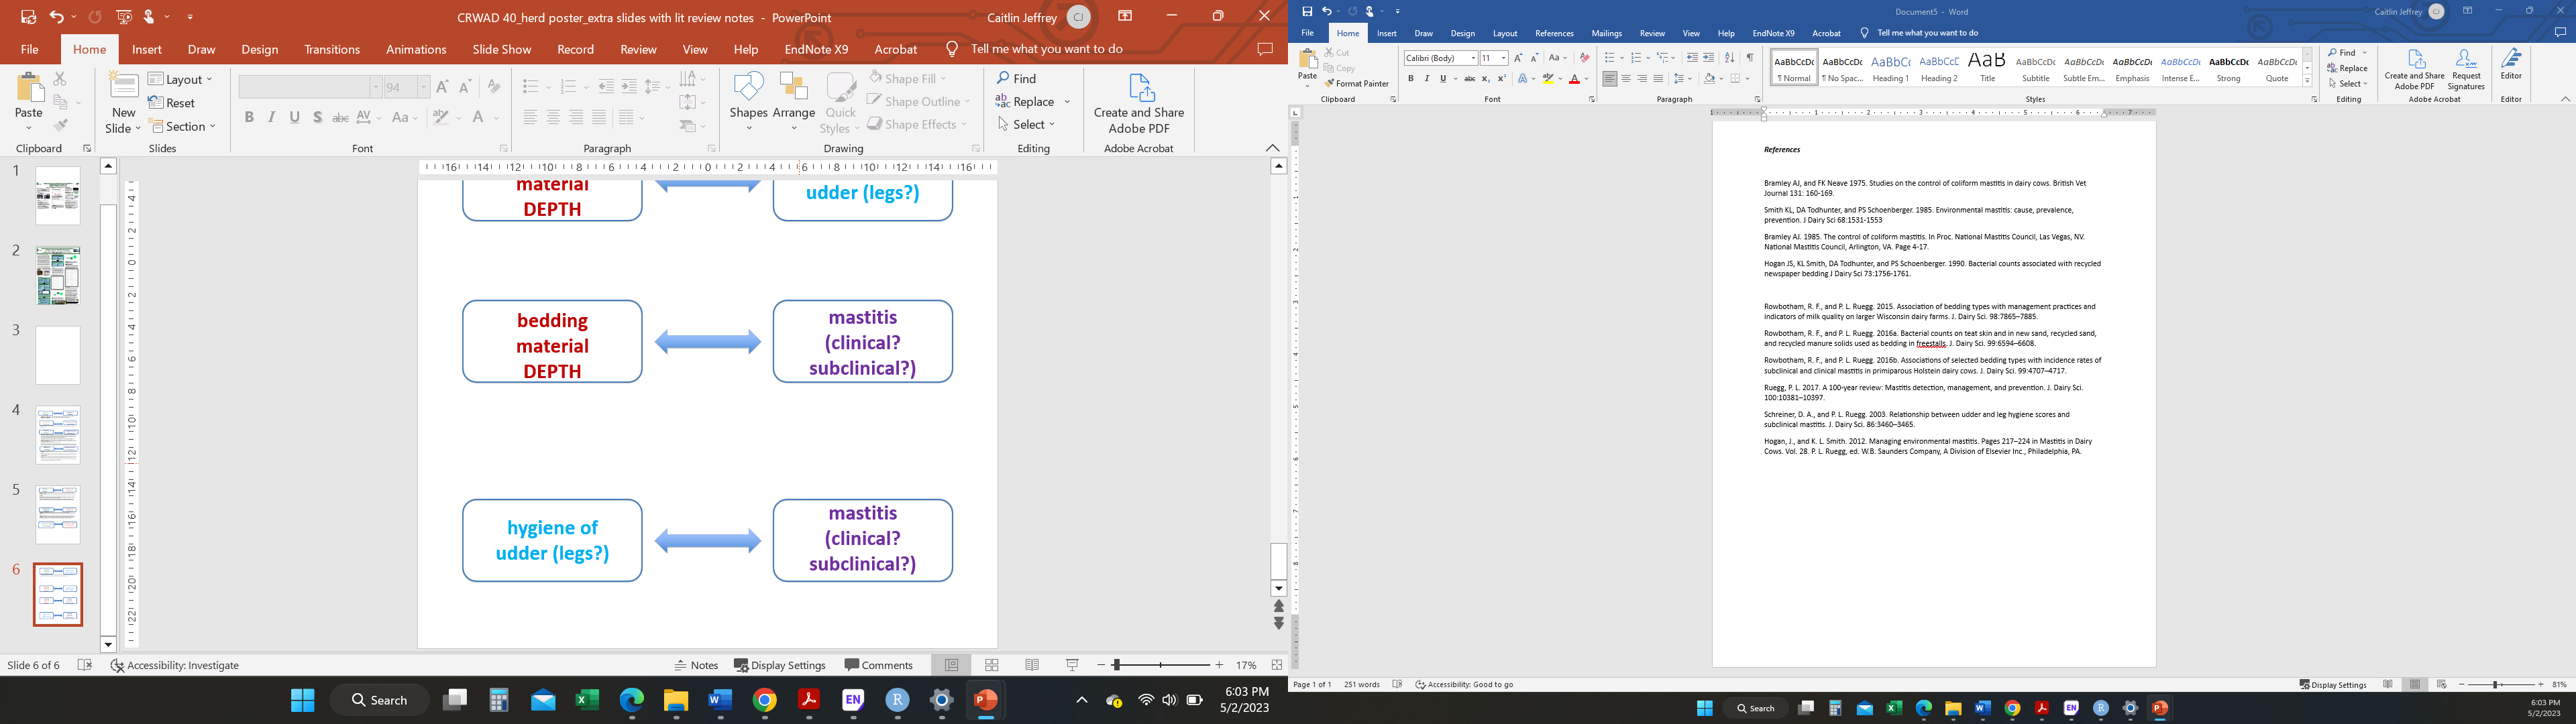 CRWAD 40_herd poster_extra slides with lit review notes - PowerPoint
Caitlin Jeffrey
CJ
File Home Insert Draw Design Transitions Animations Slide Show Record Review View Help EndNote X9 Acrobat Tell me what you want to do
Paste
Clipboard
New Slide
Layout
Reset
Section
Slides
94
Font
Paragraph
Shapes
Arrange
Quick Styles
Shape Fill
Shape Outline
Shape Effects
Drawing
Find
Replace
Select
Editing
Create and Share Adobe PDF
Adobe Acrobat
1
2
3
4
5
6
material
DEPTH
udder (legs?)
bedding
material
DEPTH
mastitis
(clinical?
subclinical?)
hygiene of
udder (legs?)
mastitis
(clinical?
subclinical?)
Slide 6 of 6
Accessibility: Investigate
Notes
Display Settings
Comments
17%
Search
6:03 PM
5/2/2023
Document5 - Word
Caitlin Jeffrey
CJ
File Home Insert Draw Design Layout References Mailings Review View Help EndNote X9 Acrobat Tell me what you want to do
Paste
Cut
Copy
Format Painter
Clipboard
Calibri (Body)
11
Font
Paragraph
AaBbCcDc AaBbCcDc AaBbCc AaBbCcE AaB AaBbCcDc AaBbCcDc AaBbCcDc AaBbCcDc AaBbCcDc AaBbCcDc
¶ Normal ¶ No Spac... Heading 1 Heading 2 Title Subtitle Subtle Em... Emphasis Intense E... Strong Quote
Styles
Find
Replace
Select
Editing
Create and Share Adobe PDF
Request Signatures
Adobe Acrobat
Editor
Editor
References
Bramley AJ, and FK Neave 1975. Studies on the control of coliform mastitis in dairy cows. British Vet
Journal 131: 160-169.
Smith KL, DA Todhunter, and PS Schoenberger. 1985. Environmental mastitis: cause, prevalence,
prevention. J Dairy Sci 68:1531-1553
Bramley AJ. 1985. The control of coliform mastitis. In Proc. National Mastitis Council, Las Vegas, NV.
National Mastitis Council, Arlington, VA. Page 4-17.
Hogan JS, KL Smith, DA Todhunter, and PS Schoenberger. 1990. Bacterial counts associated with recycled
newspaper bedding J Dairy Sci 73:1756-1761.
Rowbotham, R. F., and P. L. Ruegg. 2015. Association of bedding types with management practices and
indicators of milk quality on larger Wisconsin dairy farms. J. Dairy Sci. 98:7865–7885.
Rowbotham, R. F., and P. L. Ruegg. 2016a. Bacterial counts on teat skin and in new sand, recycled sand,
and recycled manure solids used as bedding in freestalls. J. Dairy Sci. 99:6594–6608.
Rowbotham, R. F., and P. L. Ruegg. 2016b. Associations of selected bedding types with incidence rates of
subclinical and clinical mastitis in primiparous Holstein dairy cows. J. Dairy Sci. 99:4707–4717.
Ruegg, P. L. 2017. A 100-year review: Mastitis detection, management, and prevention. J. Dairy Sci.
100:10381–10397.
Schreiner, D. A., and P. L. Ruegg. 2003. Relationship between udder and leg hygiene scores and
subclinical mastitis. J. Dairy Sci. 86:3460–3465.
Hogan, J., and K. L. Smith. 2012. Managing environmental mastitis. Pages 217–224 in Mastitis in Dairy
Cows. Vol. 28. P. L. Ruegg, ed. W.B. Saunders Company, A Division of Elsevier Inc., Philadelphia, PA.
Page 1 of 1
251 words
Accessibility: Good to go
Display Settings
81%
Search
6:03 PM
5/2/2023